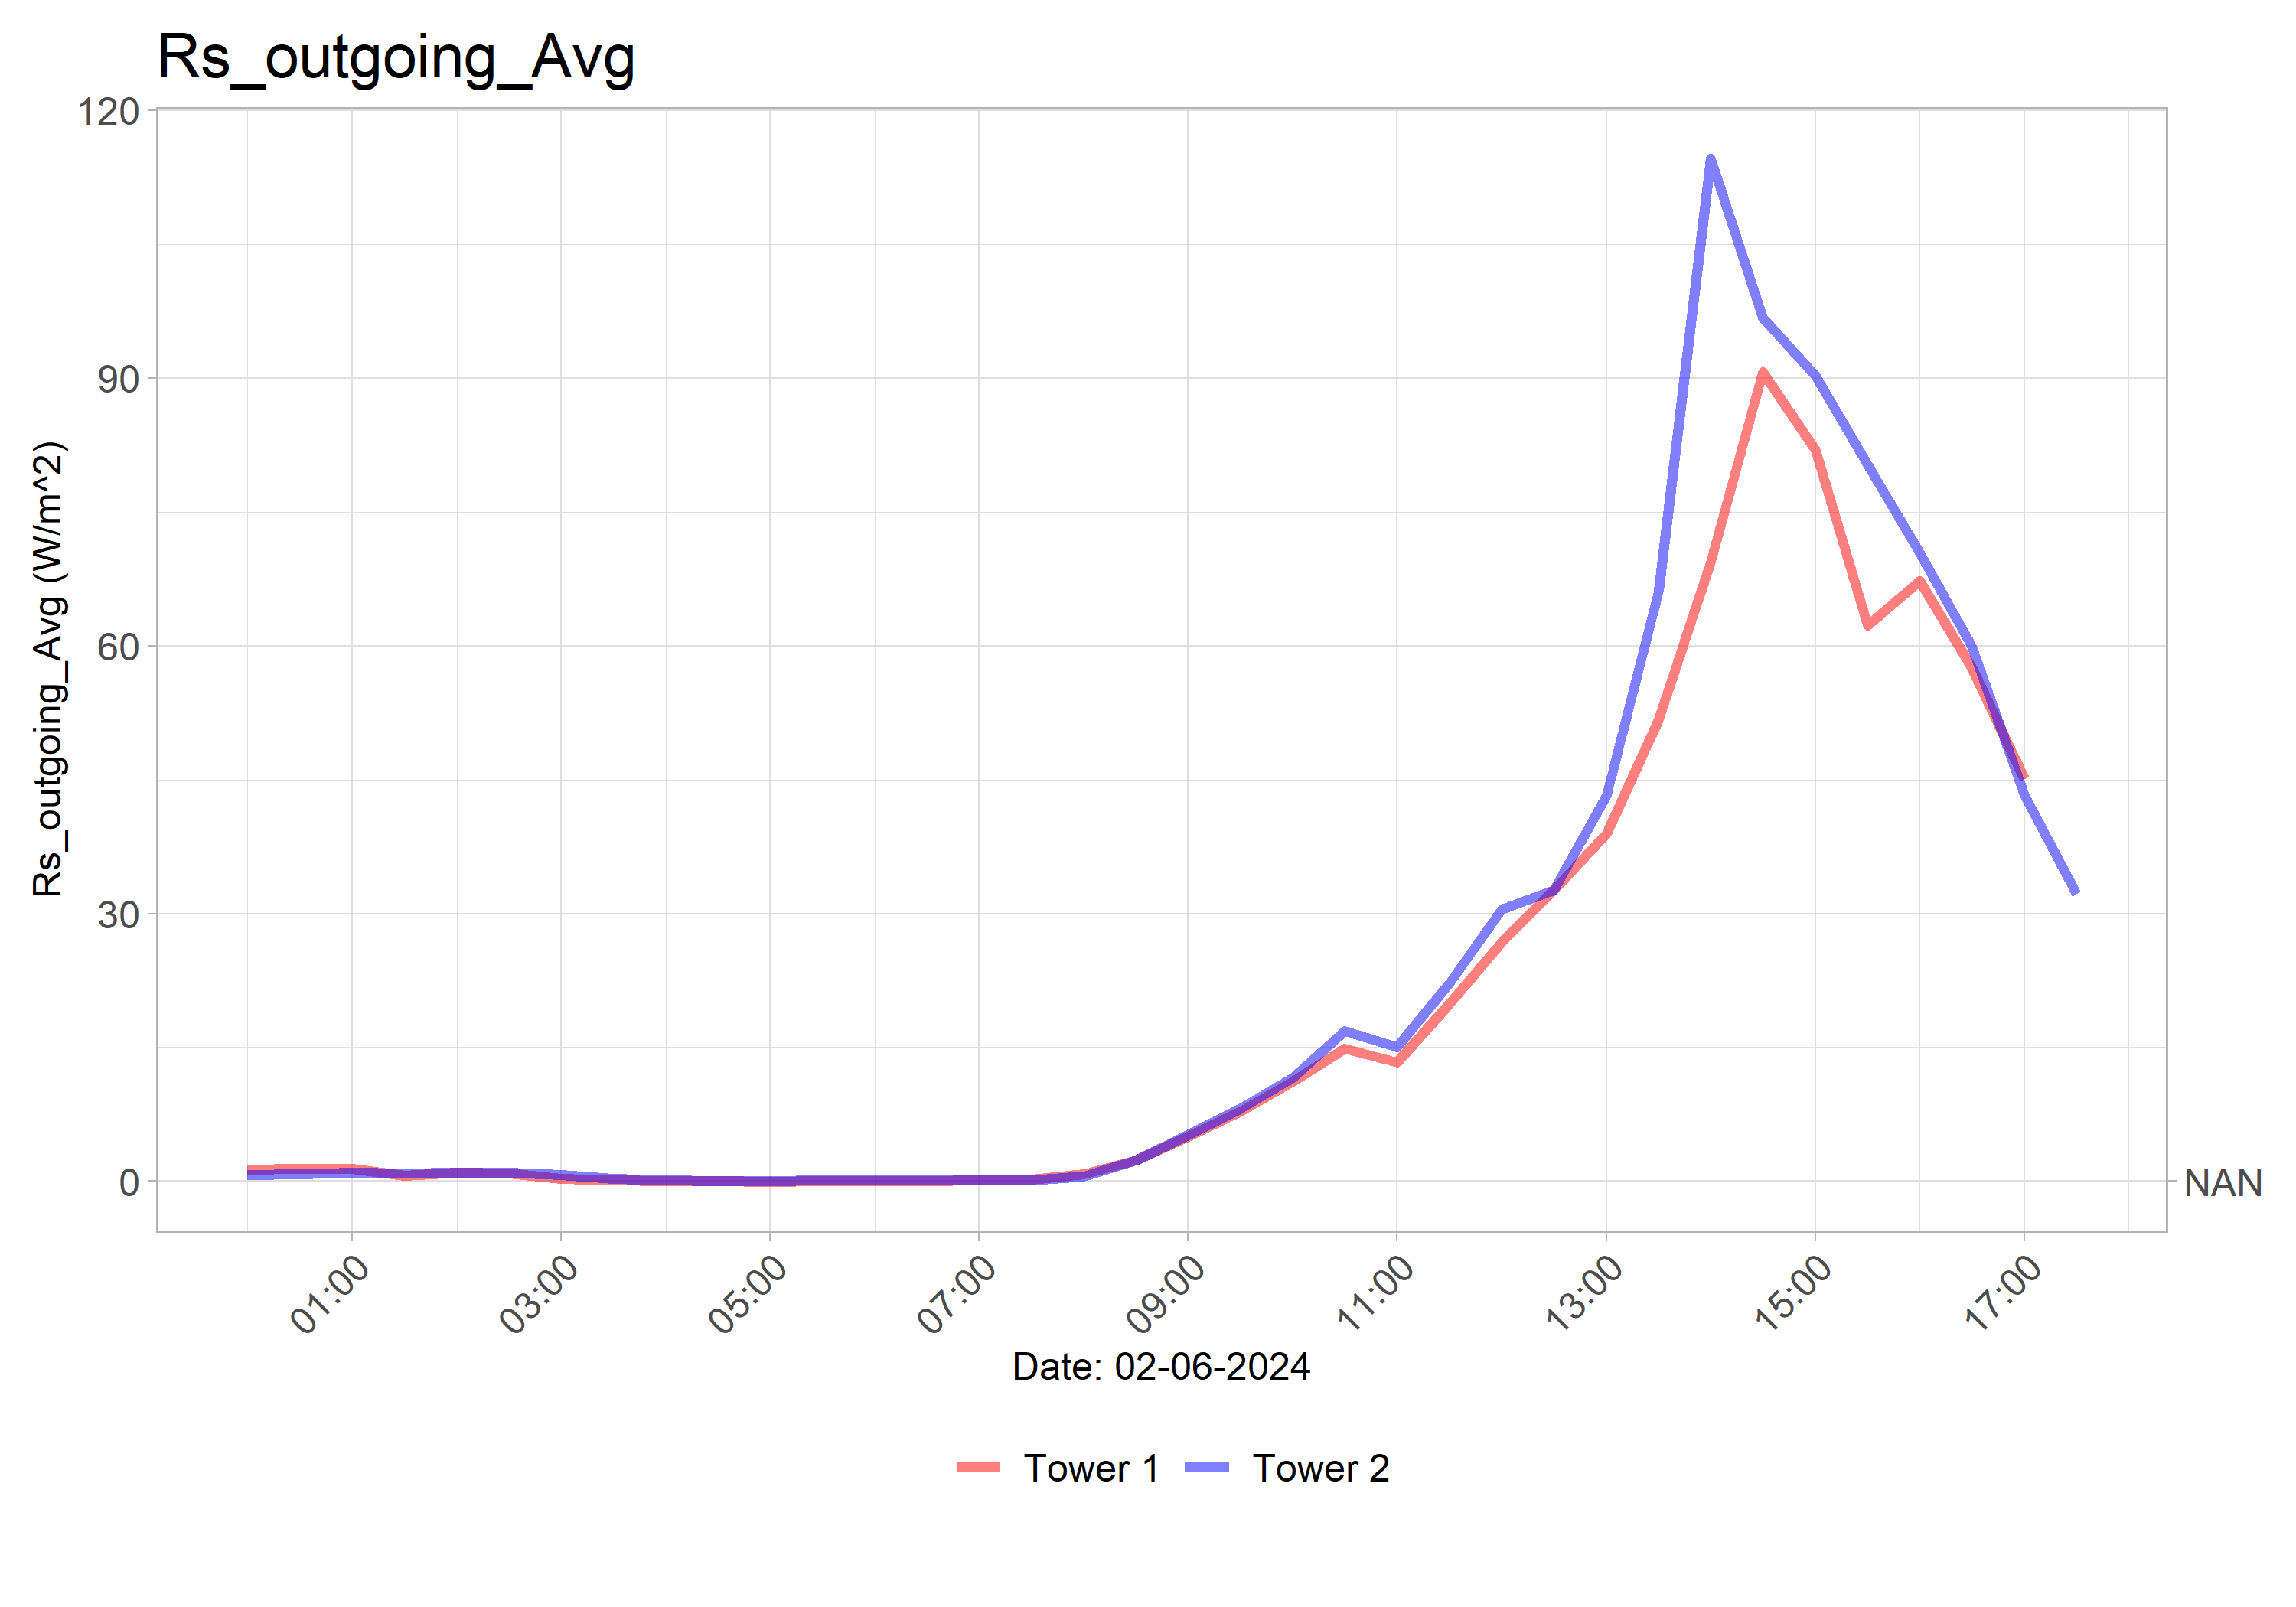 Rs_outgoing_Avg
120
90
60
30
0
Rs_outgoing_Avg (W/m^2)
NAN
01:00 03:00 05:00 07:00 09:00 11:00 13:00 15:00 17:00
Date: 02-06-2024
Tower 1 Tower 2